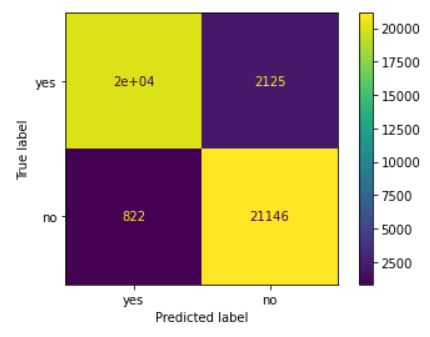 20000
17500
15000
12500
10000
7500
5000
2500
yes
no
True label
2e+04
2125
822
21146
yes
no
Predicted label